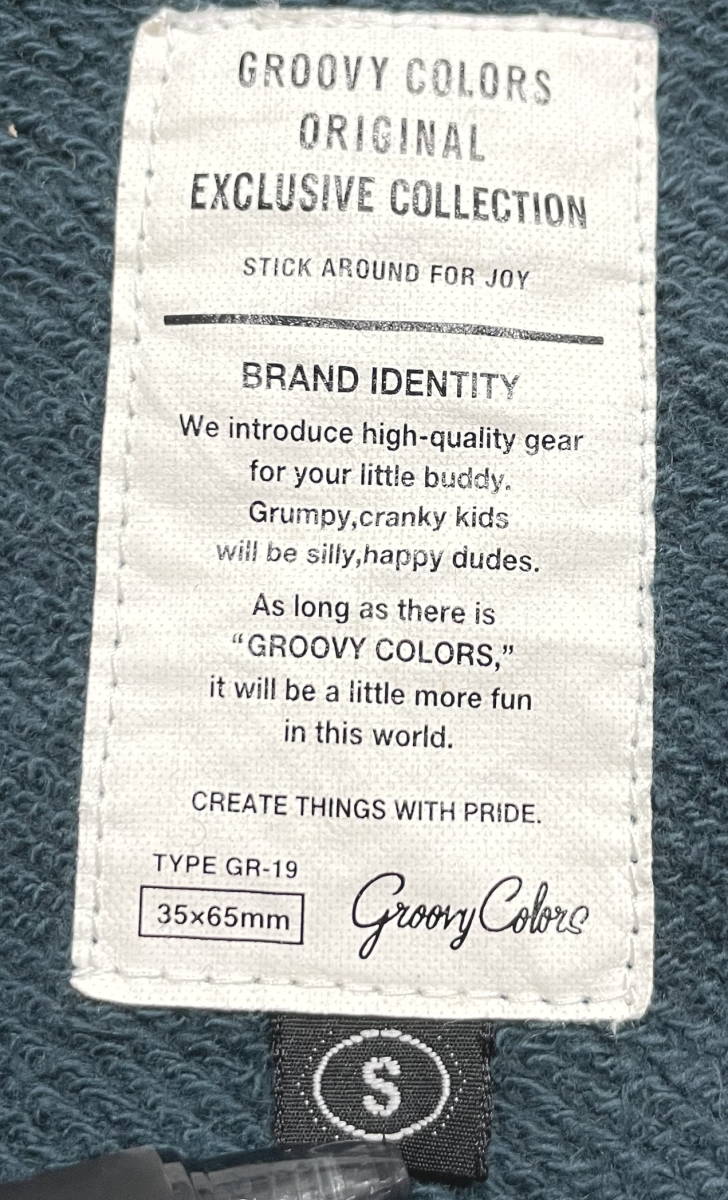 GROOVY COLORS
ORIGINAL
EXCLUSIVE COLLECTION
STICK AROUND FOR JOY
BRAND IDENTITY
We introduce high-quality gear
for your little buddy.
Grumpy,cranky kids
will be silly,happy dudes.
As long as there is
“GROOVY COLORS,”
it will be a little more fun
in this world.
CREATE THINGS WITH PRIDE.
TYPE GR-19
35×65mm
Groovy Colors
S